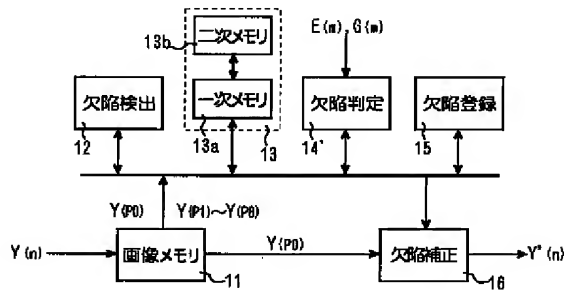 二次メモリ
13b
E(m)、G(m)
欠陥検出
12
一次メモリ
13a
13
欠陥判定
14'
欠陥登録
15
Y(P0)
Y(P1)〜Y(P8)
Y(n)
画像メモリ
11
Y(P0)
欠陥補正
16
Y'(n)